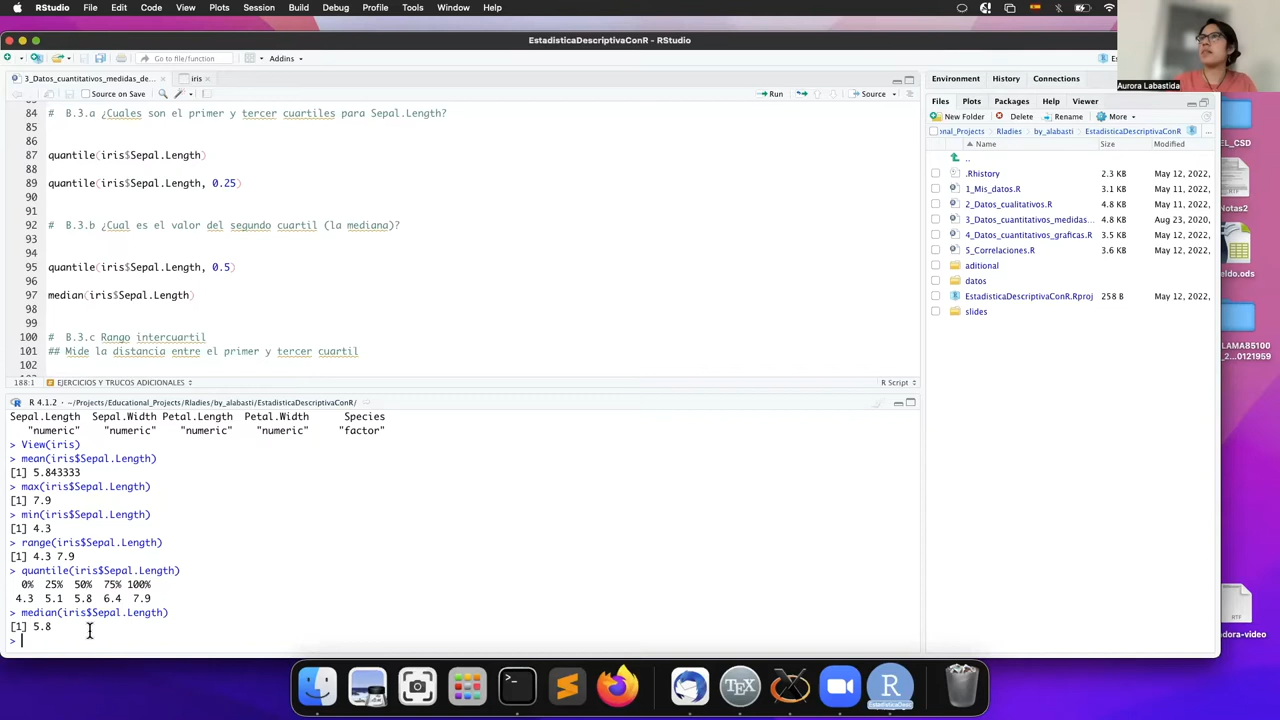 RStudio File Edit Code View Plots Session Build Debug Profile Tools Window Help
EstadisticaDescriptivaConR - RStudio
Go to file/function Addins
Aurora Labastida
3_Datos_cuantitativos_medidas_de... iris
Source on Save Run Source
84 # B.3.a ¿Cuales son el primer y tercer cuartiles para Sepal.Length?
85
86
87 quantile(iris$Sepal.Length)
88
89 quantile(iris$Sepal.Length, 0.25)
90
91
92 # B.3.b ¿Cual es el valor del segundo cuartil (la mediana)?
93
94
95 quantile(iris$Sepal.Length, 0.5)
96
97 median(iris$Sepal.Length)
98
99
100 # B.3.c Rango intercuartil
101 ## Mide la distancia entre el primer y tercer cuartil
102
188:1 EJERCICIOS Y TRUCOS ADICIONALES R Script
R 4.1.2 · ~/Projects/Educational_Projects/Rladies/by_alabasti/EstadisticaDescriptivaConR/
Sepal.Length Sepal.Width Petal.Length Petal.Width Species
"numeric" "numeric" "numeric" "numeric" "factor"
> View(iris)
> mean(iris$Sepal.Length)
[1] 5.843333
> max(iris$Sepal.Length)
[1] 7.9
> min(iris$Sepal.Length)
[1] 4.3
> range(iris$Sepal.Length)
[1] 4.3 7.9
> quantile(iris$Sepal.Length)
0% 25% 50% 75% 100%
4.3 5.1 5.8 6.4 7.9
> median(iris$Sepal.Length)
[1] 5.8
>
Environment History Connections
Files Plots Packages Help Viewer
New Folder Delete Rename More
onal_Projects Rladies by_alabasti EstadisticaDescriptivaConR ...
Name Size Modified
..
.Rhistory 2.3 KB May 12, 2022,
1_Mis_datos.R 3.1 KB May 11, 2022,
2_Datos_cualitativos.R 4.8 KB May 11, 2022,
3_Datos_cuantitativos_medidas... 4.8 KB Aug 23, 2020,
4_Datos_cuantitativos_graficas.R 3.5 KB May 12, 2022,
5_Correlaciones.R 3.6 KB May 12, 2022,
aditional
datos
EstadisticaDescriptivaConR.Rproj 258 B May 12, 2022,
slides
EL_CSD
Notas2
eldo.ods
LAMA85100
_2...0121959
RTF
adora-video
TEX
R
EstadisticaDesc